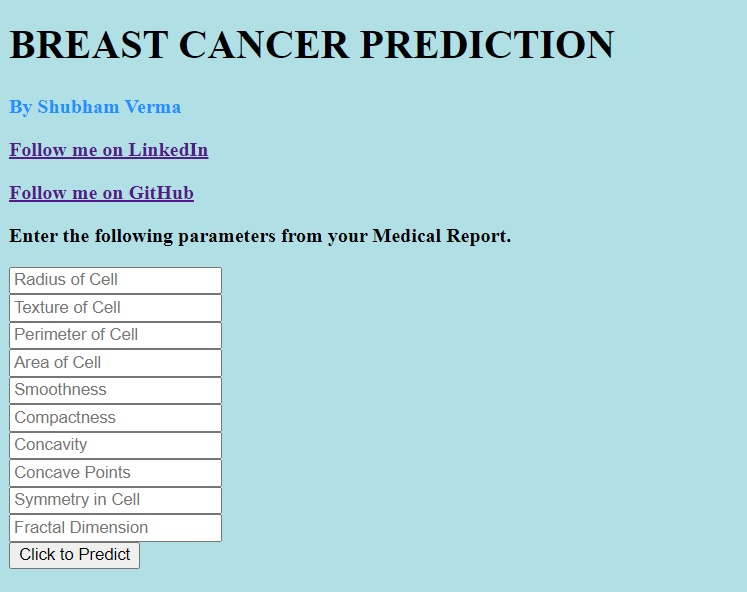 BREAST CANCER PREDICTION
By Shubham Verma
Follow me on LinkedIn
Follow me on GitHub
Enter the following parameters from your Medical Report.
Radius of Cell
Texture of Cell
Perimeter of Cell
Area of Cell
Smoothness
Compactness
Concavity
Concave Points
Symmetry in Cell
Fractal Dimension
Click to Predict